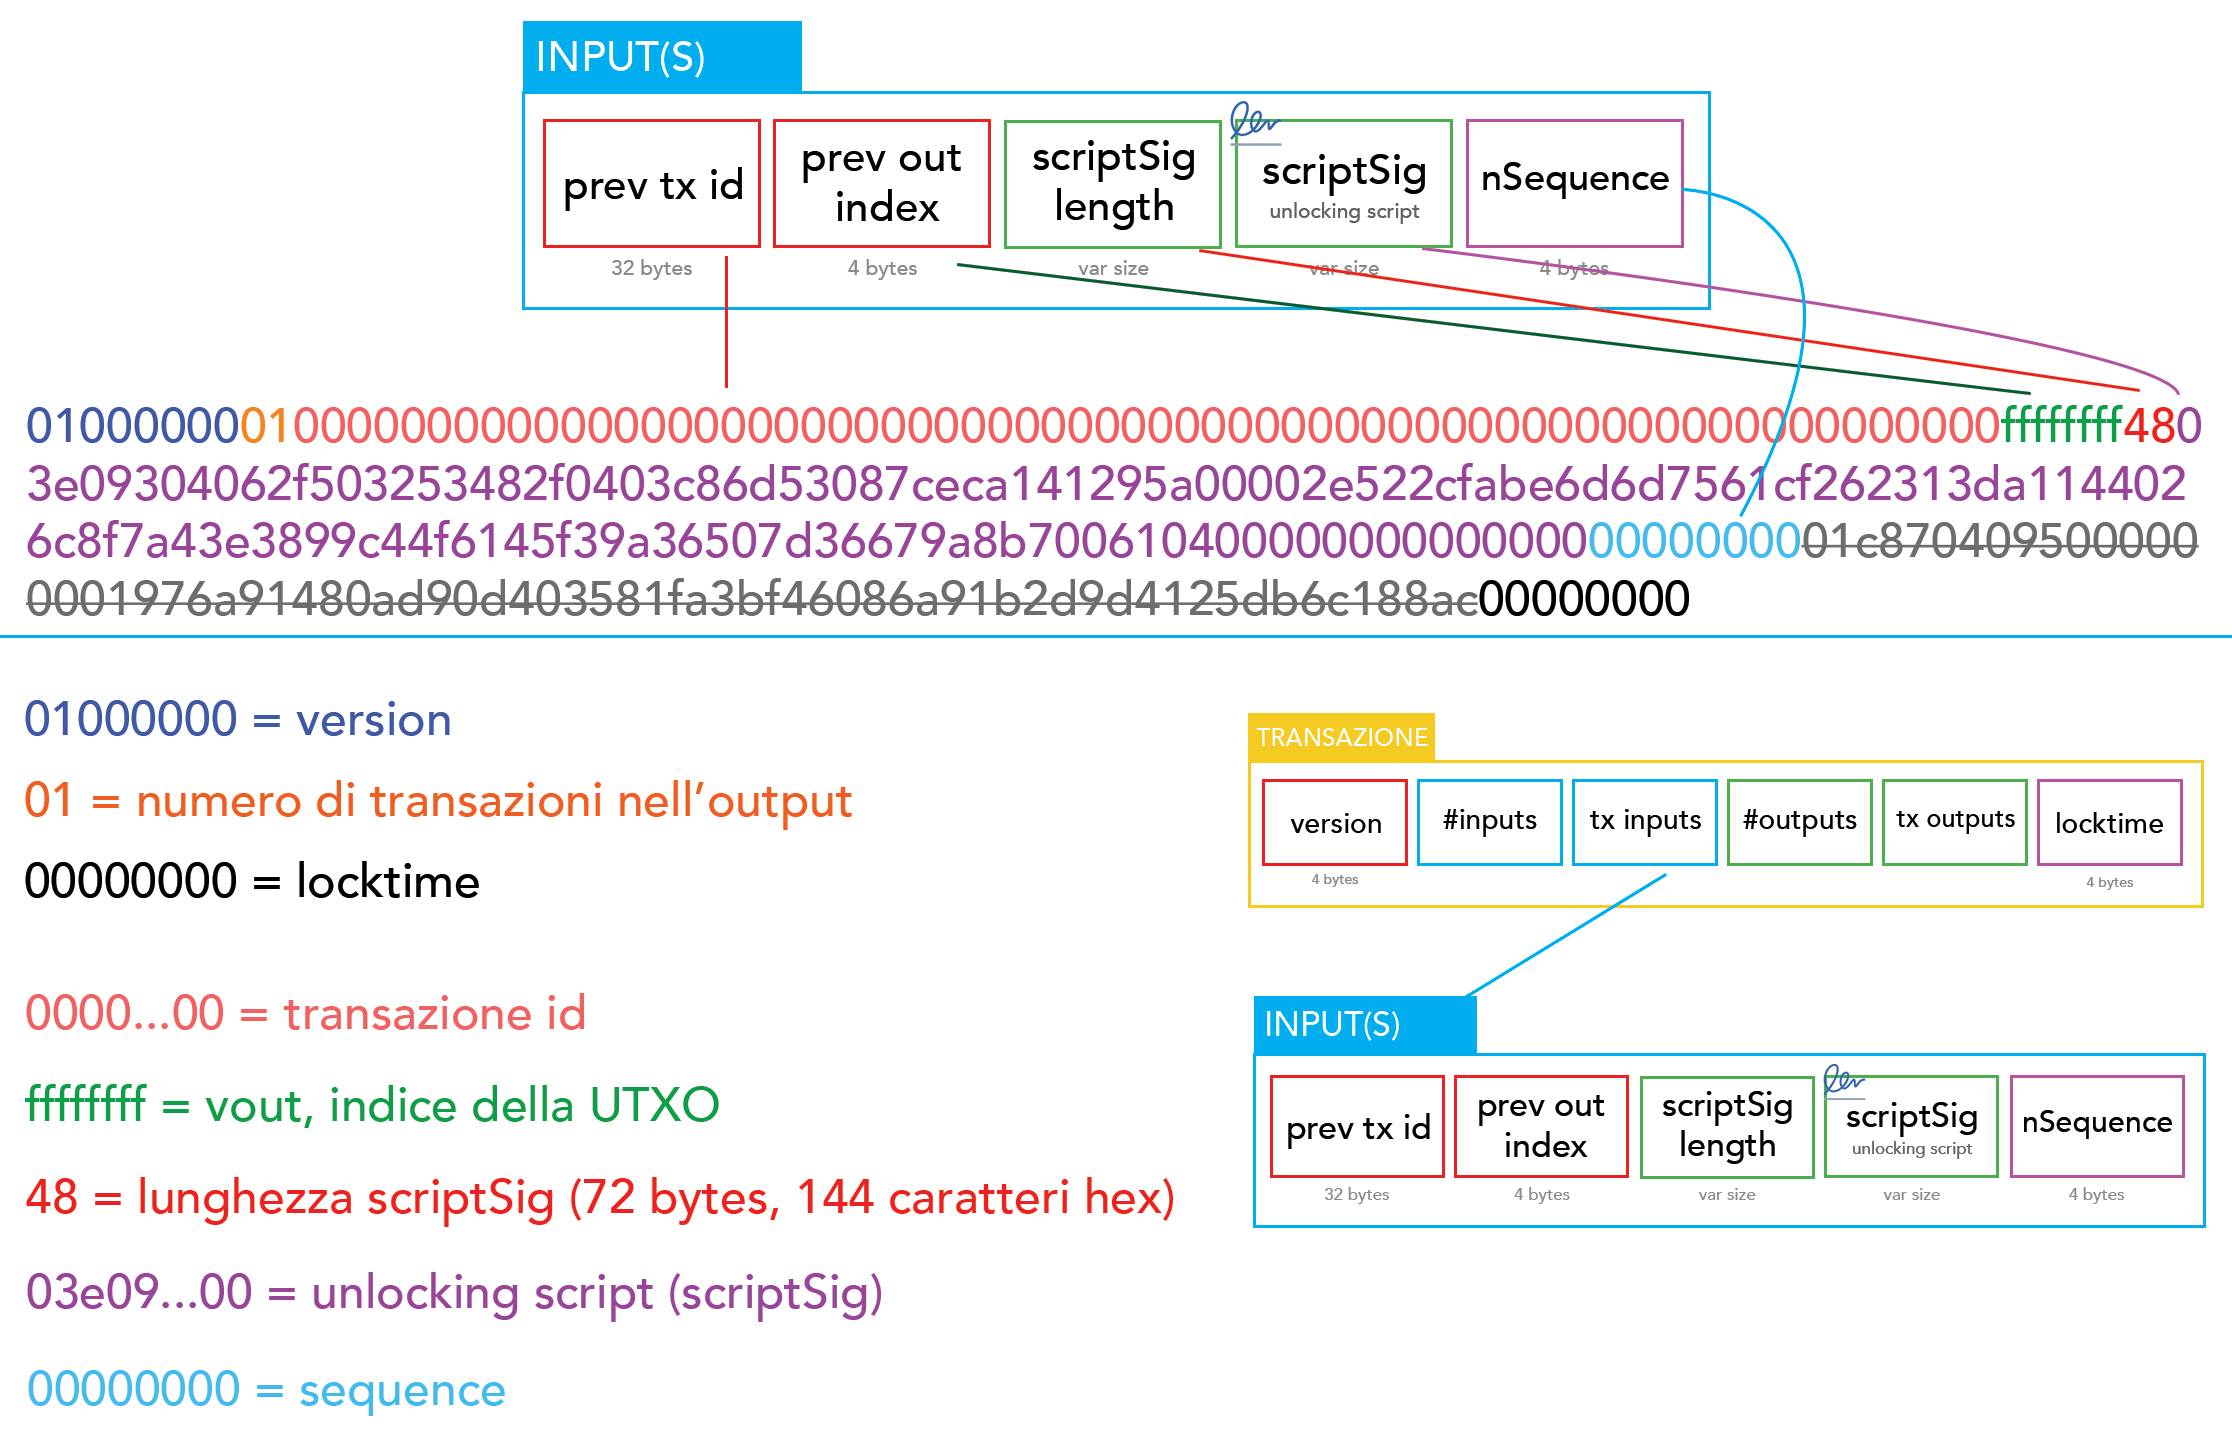 INPUT(S)
prev tx id
prev out index
scriptSig length
scriptSig
unlocking script
nSequence
32 bytes
4 bytes
var size
var size
4 bytes
01000000010000000000000000000000000000000000000000000000000000000000000000ffffffff480
3e09304062f503253482f0403c86d53087ceca141295a00002e522cfabe6d6d7561cf262313da114402
6c8f7a43e3899c44f6145f39a36507d36679a8b7006104000000000000000000000001c870409500000
0001976a91480ad90d403581fa3bf46086a91b2d9d4125db6c188ac00000000
01000000 = version
01 = numero di transazioni nell’output
00000000 = locktime
0000...00 = transazione id
ffffffff = vout, indice della UTXO
48 = lunghezza scriptSig (72 bytes, 144 caratteri hex)
03e09...00 = unlocking script (scriptSig)
00000000 = sequence
TRANSAZIONE
version
#inputs
tx inputs
#outputs
tx outputs
locktime
4 bytes
4 bytes
INPUT(S)
prev tx id
prev out index
scriptSig length
scriptSig
unlocking script
nSequence
32 bytes
4 bytes
var size
var size
4 bytes